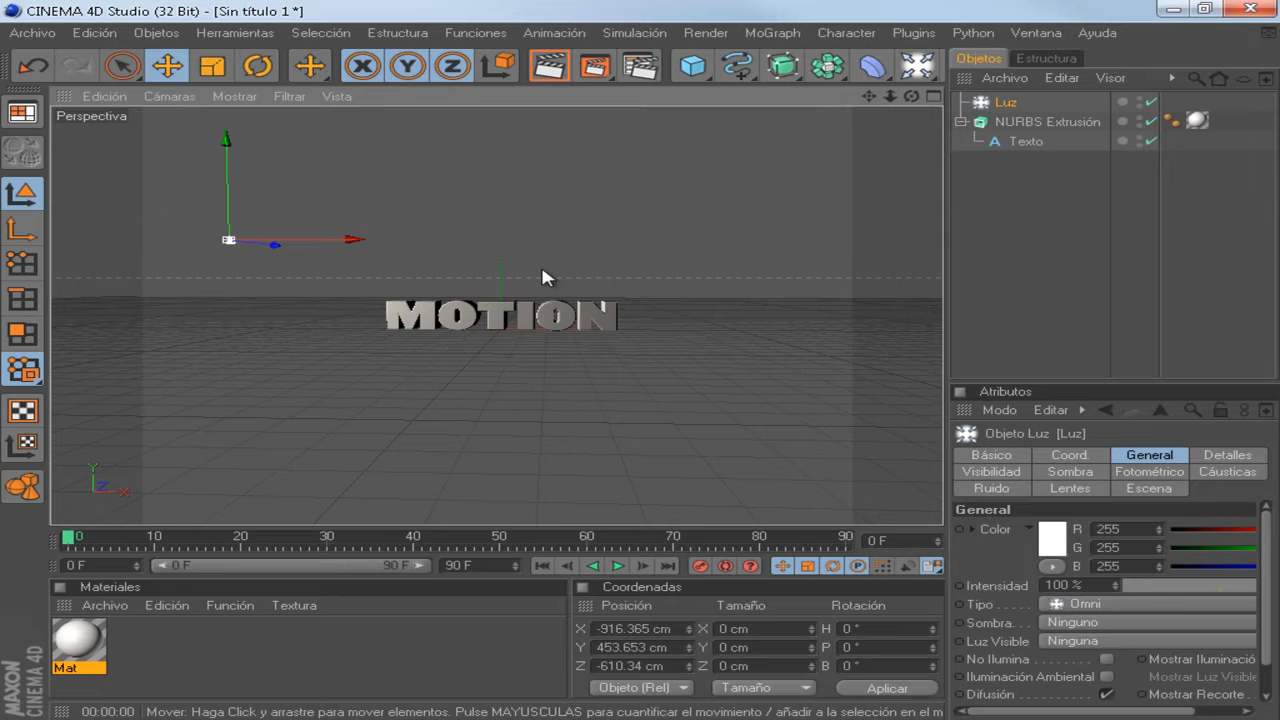 CINEMA 4D Studio (32 Bit) - [Sin título 1 *]
Archivo Edición Objetos Herramientas Selección Estructura Funciones Animación Simulación Render MoGraph Character Plugins Python Ventana Ayuda
X Y Z
Objetos Estructura
Archivo Editar Visor
Edición Cámaras Mostrar Filtrar Vista
Perspectiva
Luz
NURBS Extrusión
A Texto
MOTION
Y Z X
Atributos
Modo Editar
Objeto Luz [Luz]
Básico Coord. General Detalles
Visibilidad Sombra Fotométrico Cáusticas
Ruido Lentes Escena
General
Color R 255
G 255
B 255
Intensidad 100 %
Tipo Omni
Sombra. Ninguno
Luz Visible Ninguna
No Ilumina Mostrar Iluminació
Iluminación Ambiental Mostrar Luz Visible
Difusión Mostrar Recorte
0 10 20 30 40 50 60 70 80 90 0 F
0 F 0 F 90 F 90 F
Materiales
Archivo Edición Función Textura
Mat
Coordenadas
Posición Tamaño Rotación
X -916.365 cm X 0 cm H 0 °
Y 453.653 cm Y 0 cm P 0 °
Z -610.34 cm Z 0 cm B 0 °
Objeto (Rel) Tamaño Aplicar
MAXON CINEMA 4D
00:00:00 Mover: Haga Click y arrastre para mover elementos. Pulse MAYUSCULAS para cuantificar el movimiento / añadir a la selección en el m